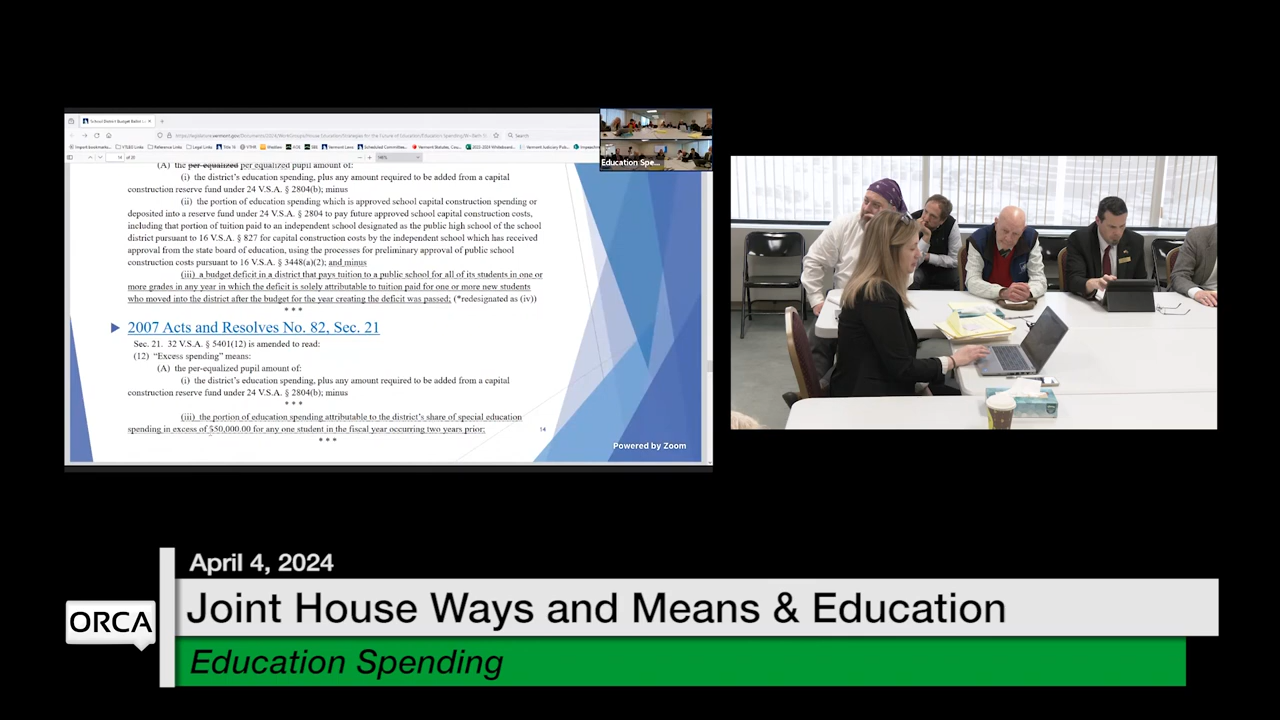 School District Budget Ballot
Search
(A) the per-equalized per equalized pupil amount of:
(i) the district's education spending, plus any amount required to be added from a capital
construction reserve fund under 24 V.S.A. § 2804(b); minus
(ii) the portion of education spending which is approved school capital construction spending or
deposited into a reserve fund under 24 V.S.A. § 2804 to pay future approved school capital construction costs,
including that portion of tuition paid to an independent school designated as the public high school of the school
district pursuant to 16 V.S.A. § 827 for capital construction costs by the independent school which has received
approval from the state board of education, using the processes for preliminary approval of public school
construction costs pursuant to 16 V.S.A. § 3448(a)(2); and minus
(iii) a budget deficit in a district that pays tuition to a public school for all of its students in one or
more grades in any year in which the deficit is solely attributable to tuition paid for one or more new students
who moved into the district after the budget for the year creating the deficit was passed; (*redesignated as (iv))
* * *
2007 Acts and Resolves No. 82, Sec. 21
Sec. 21. 32 V.S.A. § 5401(12) is amended to read:
(12) "Excess spending" means:
(A) the per-equalized pupil amount of:
(i) the district's education spending, plus any amount required to be added from a capital
construction reserve fund under 24 V.S.A. § 2804(b); minus
* * *
(iii) the portion of education spending attributable to the district's share of special education
spending in excess of $50,000.00 for any one student in the fiscal year occurring two years prior;
* * *
14
Education Spe...
Powered by Zoom
April 4, 2024
ORCA
Joint House Ways and Means & Education
Education Spending